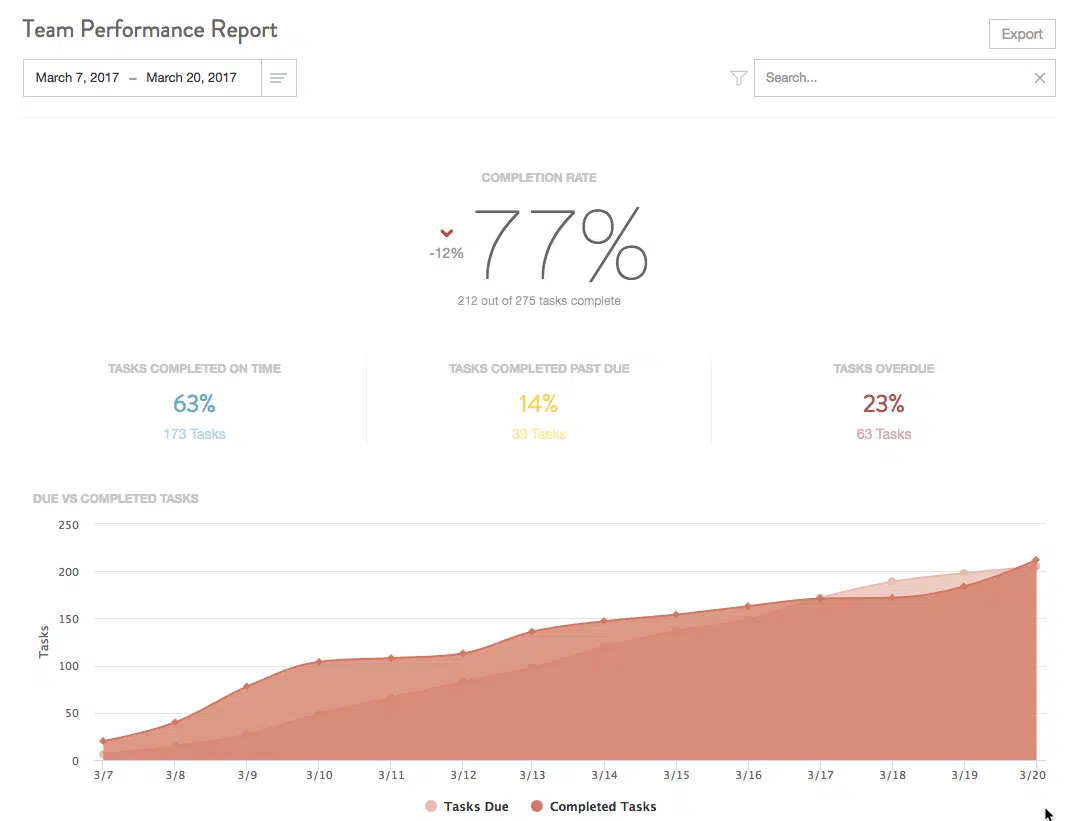 Team Performance Report
Export
March 7, 2017 – March 20, 2017
Search...
COMPLETION RATE
-12%
77%
212 out of 275 tasks complete
TASKS COMPLETED ON TIME
63%
173 Tasks
TASKS COMPLETED PAST DUE
14%
39 Tasks
TASKS OVERDUE
23%
63 Tasks
DUE VS COMPLETED TASKS
Tasks
250
200
150
100
50
0
3/7 3/8 3/9 3/10 3/11 3/12 3/13 3/14 3/15 3/16 3/17 3/18 3/19 3/20
Tasks Due Completed Tasks